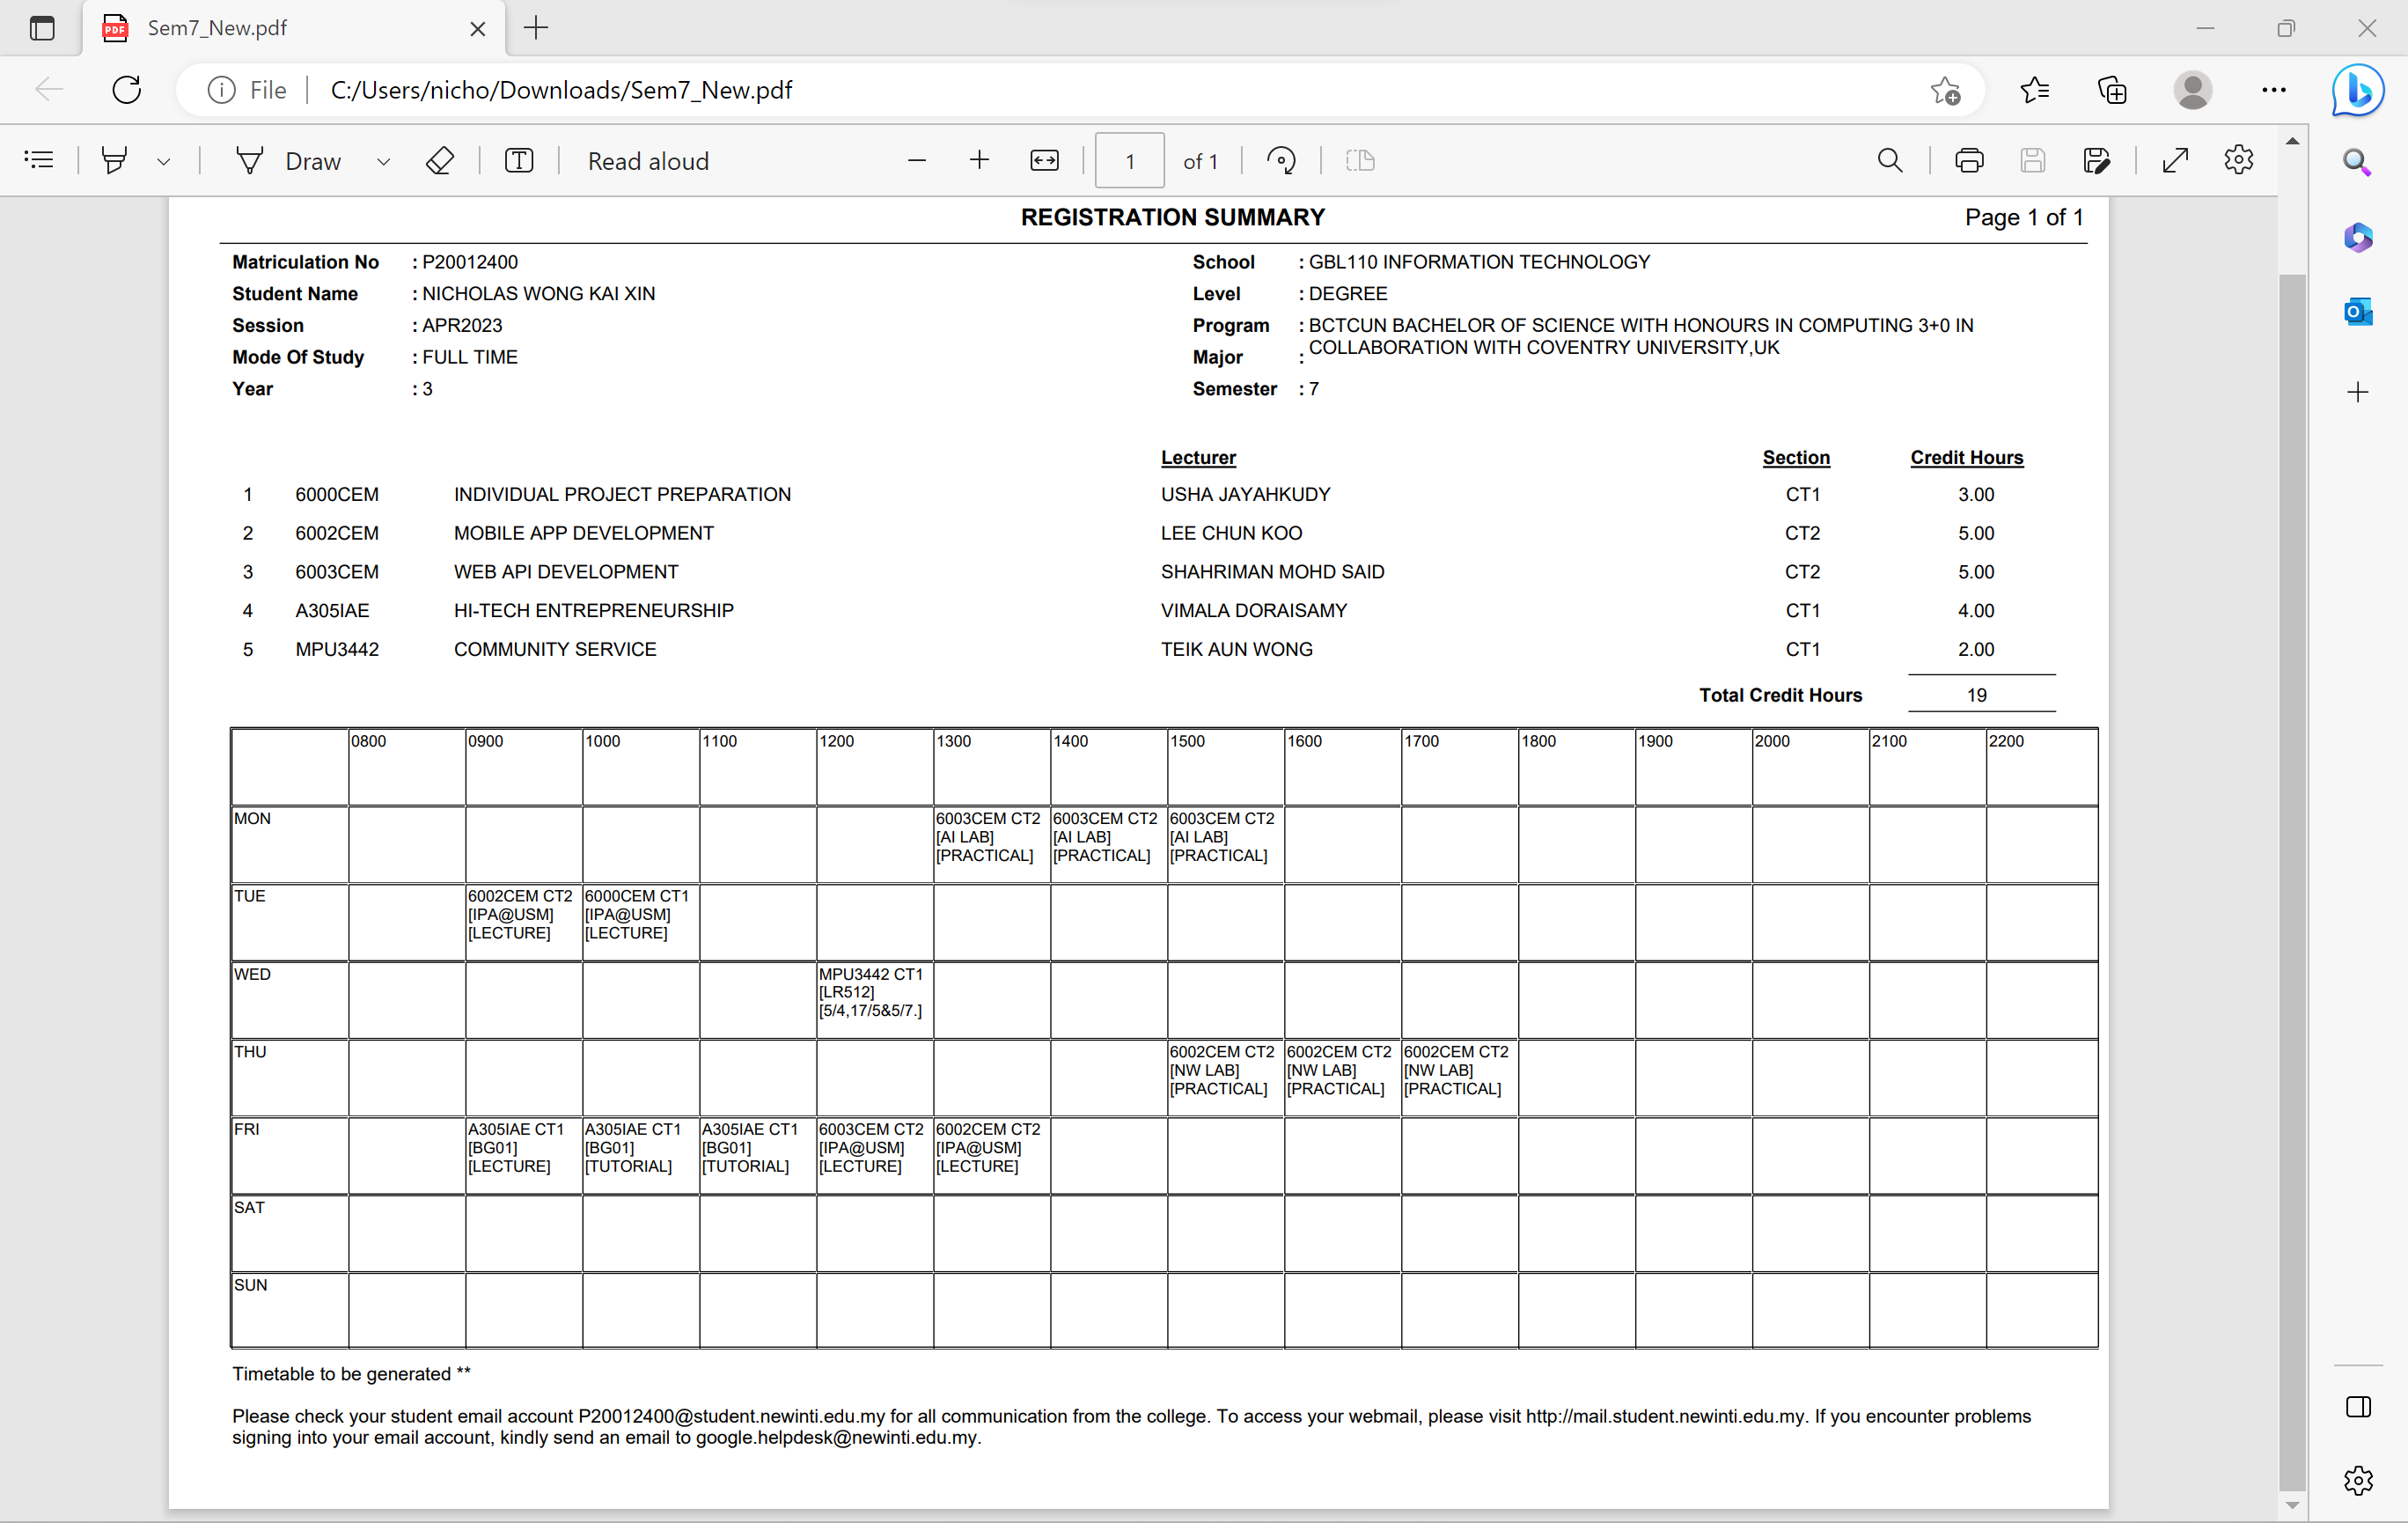 Sem7_New.pdf
File C:/Users/nicho/Downloads/Sem7_New.pdf
Draw Read aloud 1 of 1
REGISTRATION SUMMARY Page 1 of 1
Matriculation No : P20012400 School : GBL110 INFORMATION TECHNOLOGY
Student Name : NICHOLAS WONG KAI XIN Level : DEGREE
Session : APR2023 Program : BCTCUN BACHELOR OF SCIENCE WITH HONOURS IN COMPUTING 3+0 IN
COLLABORATION WITH COVENTRY UNIVERSITY,UK
Mode Of Study : FULL TIME Major :
Year : 3 Semester : 7
Lecturer Section Credit Hours
1 6000CEM INDIVIDUAL PROJECT PREPARATION USHA JAYAHKUDY CT1 3.00
2 6002CEM MOBILE APP DEVELOPMENT LEE CHUN KOO CT2 5.00
3 6003CEM WEB API DEVELOPMENT SHAHRIMAN MOHD SAID CT2 5.00
4 A305IAE HI-TECH ENTREPRENEURSHIP VIMALA DORAISAMY CT1 4.00
5 MPU3442 COMMUNITY SERVICE TEIK AUN WONG CT1 2.00
Total Credit Hours 19
0800 0900 1000 1100 1200 1300 1400 1500 1600 1700 1800 1900 2000 2100 2200
MON 6003CEM CT2 6003CEM CT2 6003CEM CT2
[AI LAB] [AI LAB] [AI LAB]
[PRACTICAL] [PRACTICAL] [PRACTICAL]
TUE 6002CEM CT2 6000CEM CT1
[IPA@USM] [IPA@USM]
[LECTURE] [LECTURE]
WED MPU3442 CT1
[LR512]
[5/4,17/5&5/7.]
THU 6002CEM CT2 6002CEM CT2 6002CEM CT2
[NW LAB] [NW LAB] [NW LAB]
[PRACTICAL] [PRACTICAL] [PRACTICAL]
FRI A305IAE CT1 A305IAE CT1 A305IAE CT1 6003CEM CT2 6002CEM CT2
[BG01] [BG01] [BG01] [IPA@USM] [IPA@USM]
[LECTURE] [TUTORIAL] [TUTORIAL] [LECTURE] [LECTURE]
SAT
SUN
Timetable to be generated **
Please check your student email account P20012400@student.newinti.edu.my for all communication from the college. To access your webmail, please visit http://mail.student.newinti.edu.my. If you encounter problems
signing into your email account, kindly send an email to google.helpdesk@newinti.edu.my.